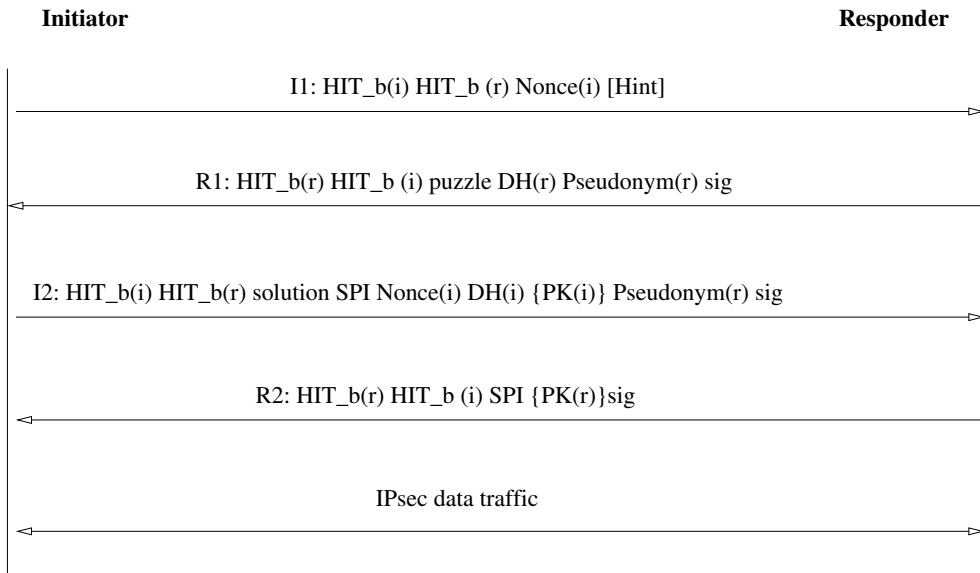 Initiator Responder
I1: HIT_b(i) HIT_b (r) Nonce(i) [Hint]
R1: HIT_b(r) HIT_b (i) puzzle DH(r) Pseudonym(r) sig
I2: HIT_b(i) HIT_b(r) solution SPI Nonce(i) DH(i) {PK(i)} Pseudonym(r) sig
R2: HIT_b(r) HIT_b (i) SPI {PK(r)}sig
IPsec data traffic